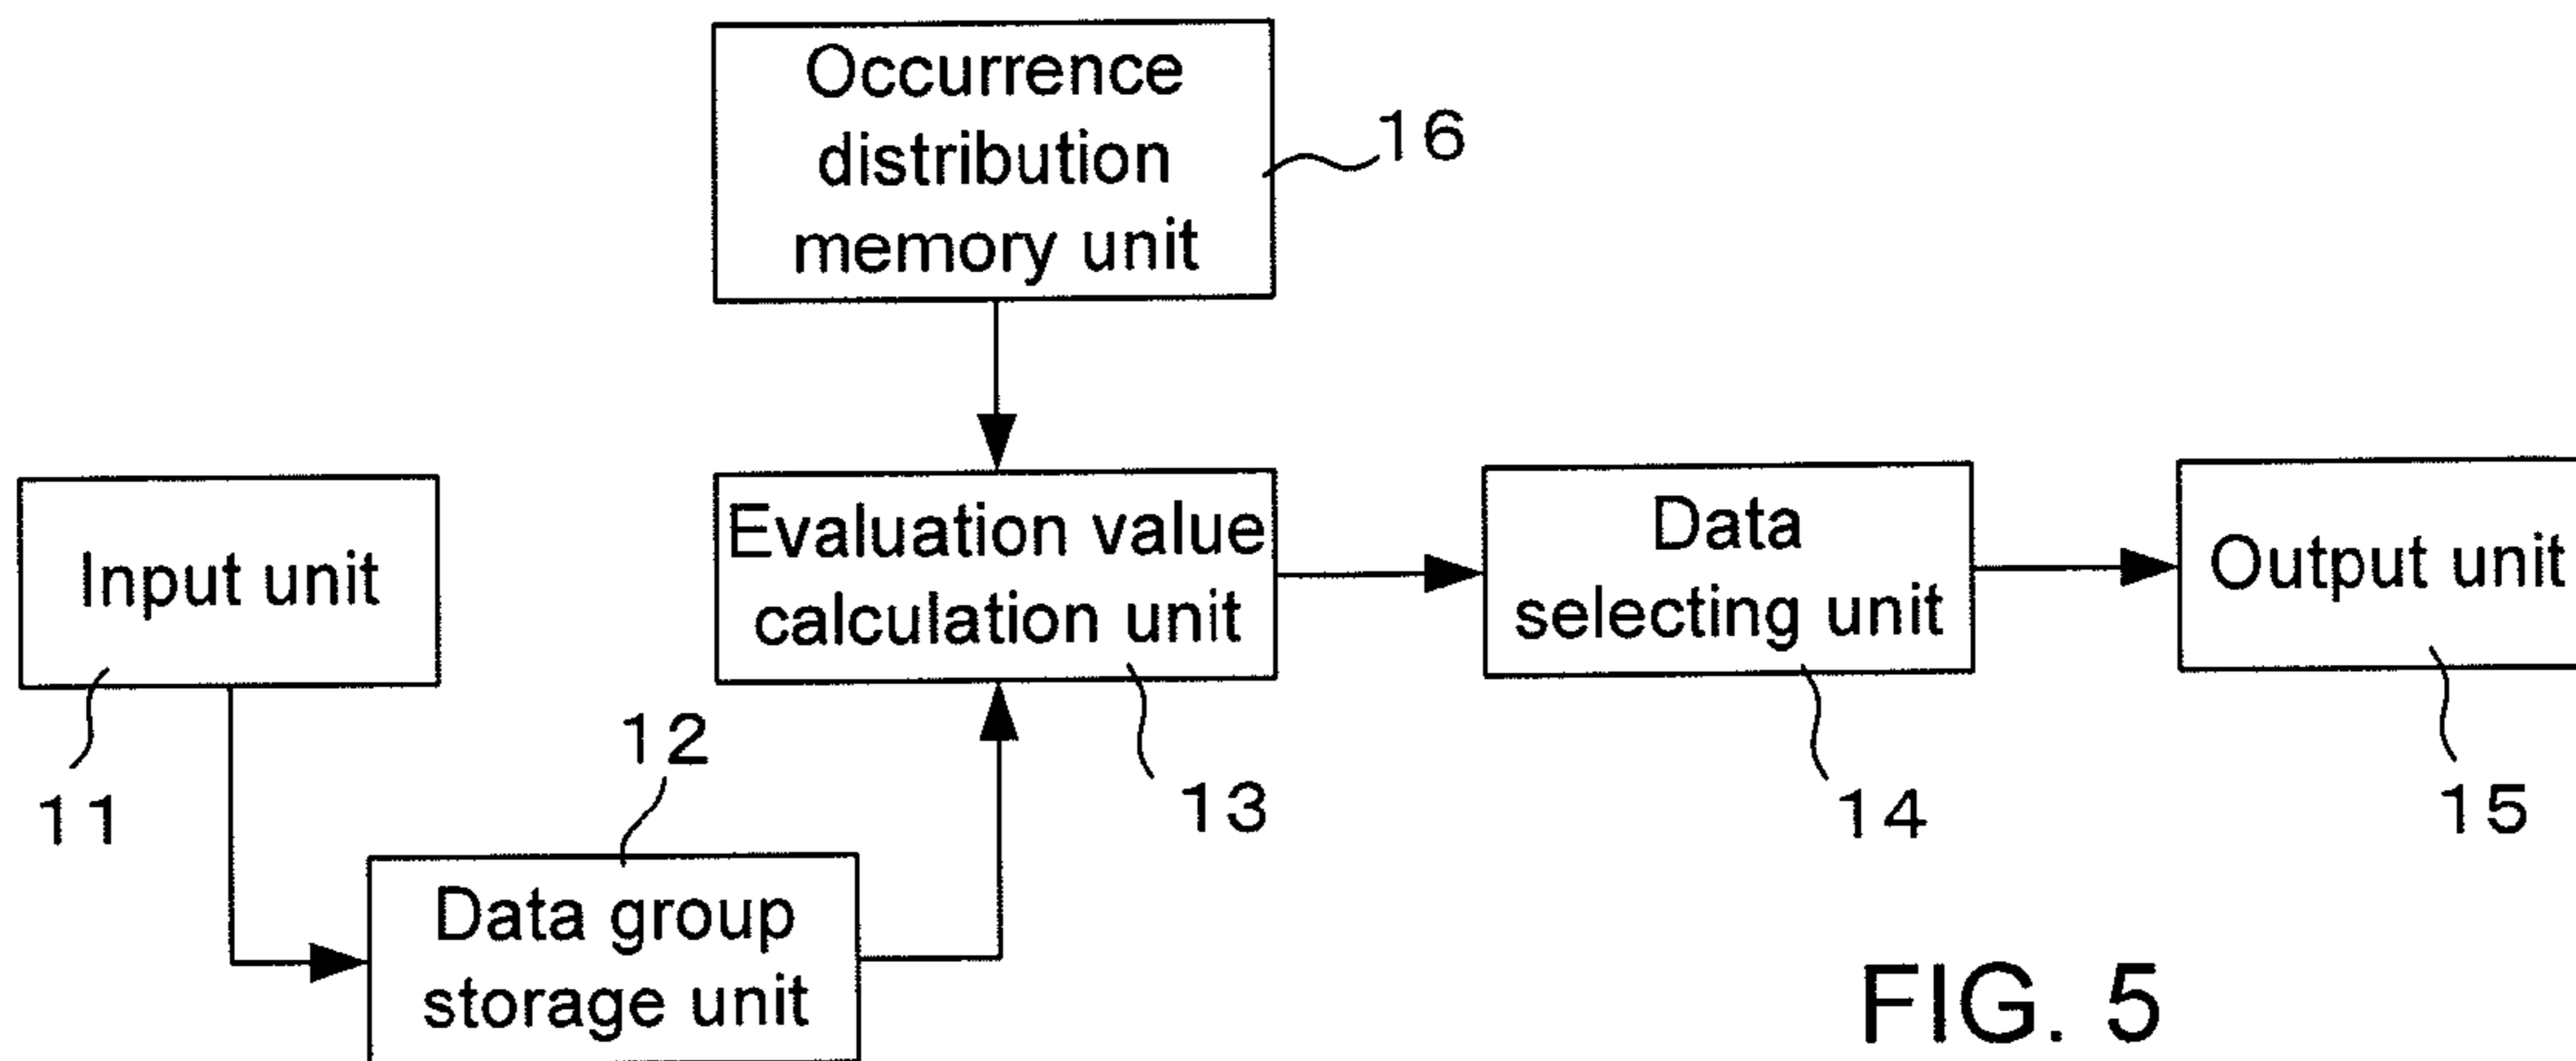 Occurrence
distribution
memory unit
16
Input unit
11
Evaluation value
calculation unit
13
Data
selecting unit
14
Output unit
15
12
Data group
storage unit
FIG. 5